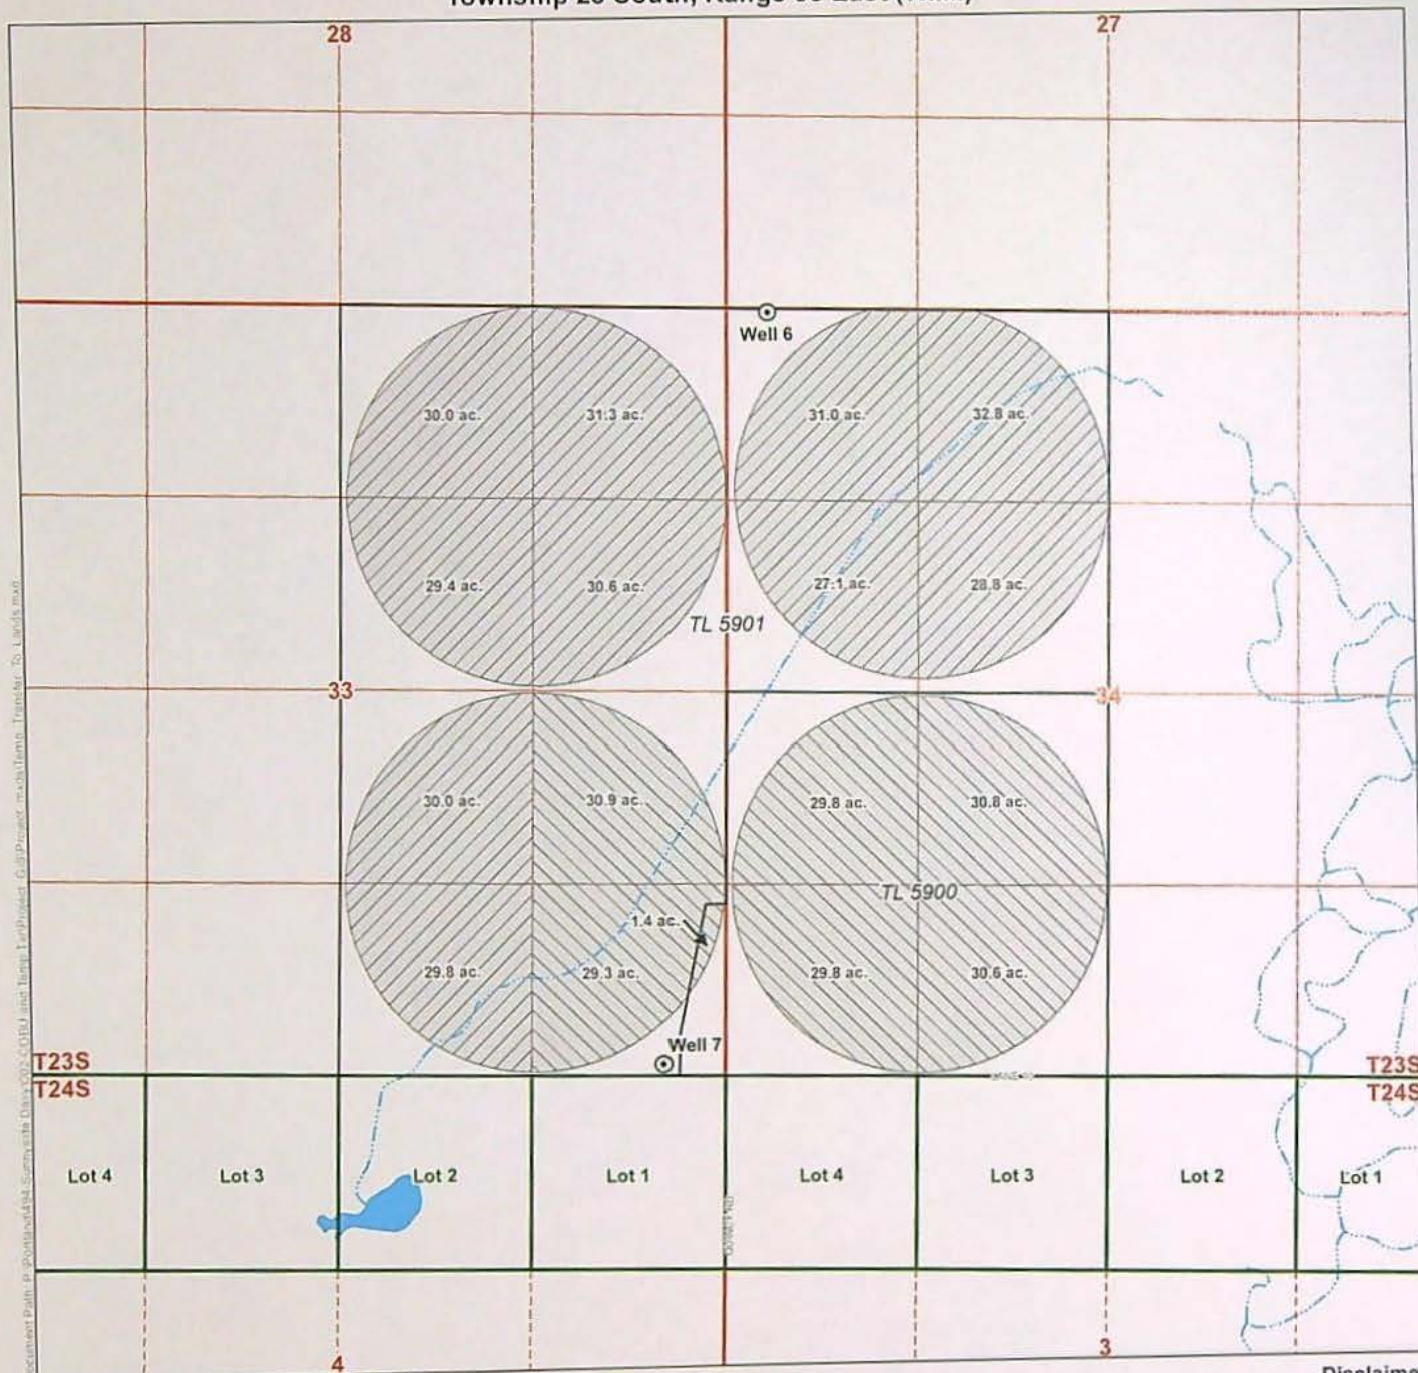 28
27
Well 6
30.0 ac.
31.3 ac.
31.0 ac.
32.8 ac.
29.4 ac.
30.6 ac.
27.1 ac.
28.8 ac.
TL 5901
33
34
30.0 ac.
30.9 ac.
29.8 ac.
30.8 ac.
TL 5900
1.4 ac.
29.8 ac.
29.3 ac.
29.8 ac.
30.6 ac.
Well 7
T23S
T23S
T24S
T24S
Lot 4
Lot 3
Lot 2
Lot 1
Lot 4
Lot 3
Lot 2
Lot 1
4
3